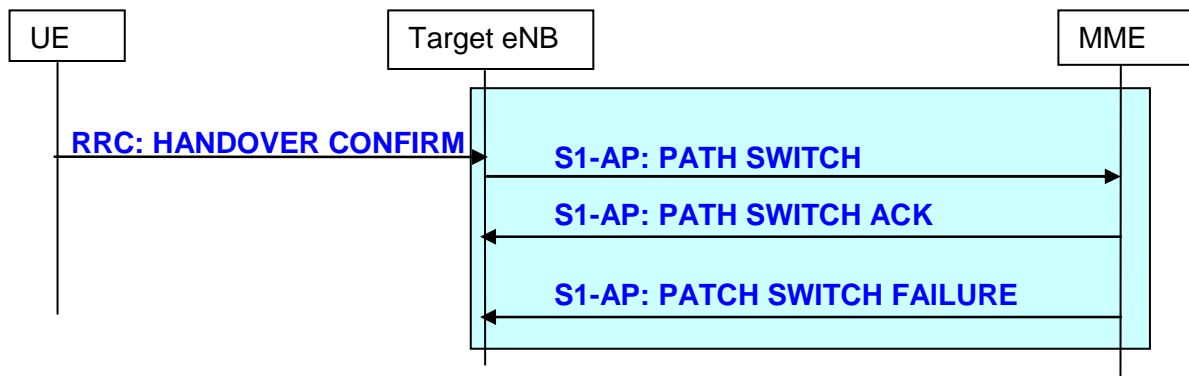 UE
Target eNB
MME
RRC: HANDOVER CONFIRM
S1-AP: PATH SWITCH
S1-AP: PATH SWITCH ACK
S1-AP: PATCH SWITCH FAILURE